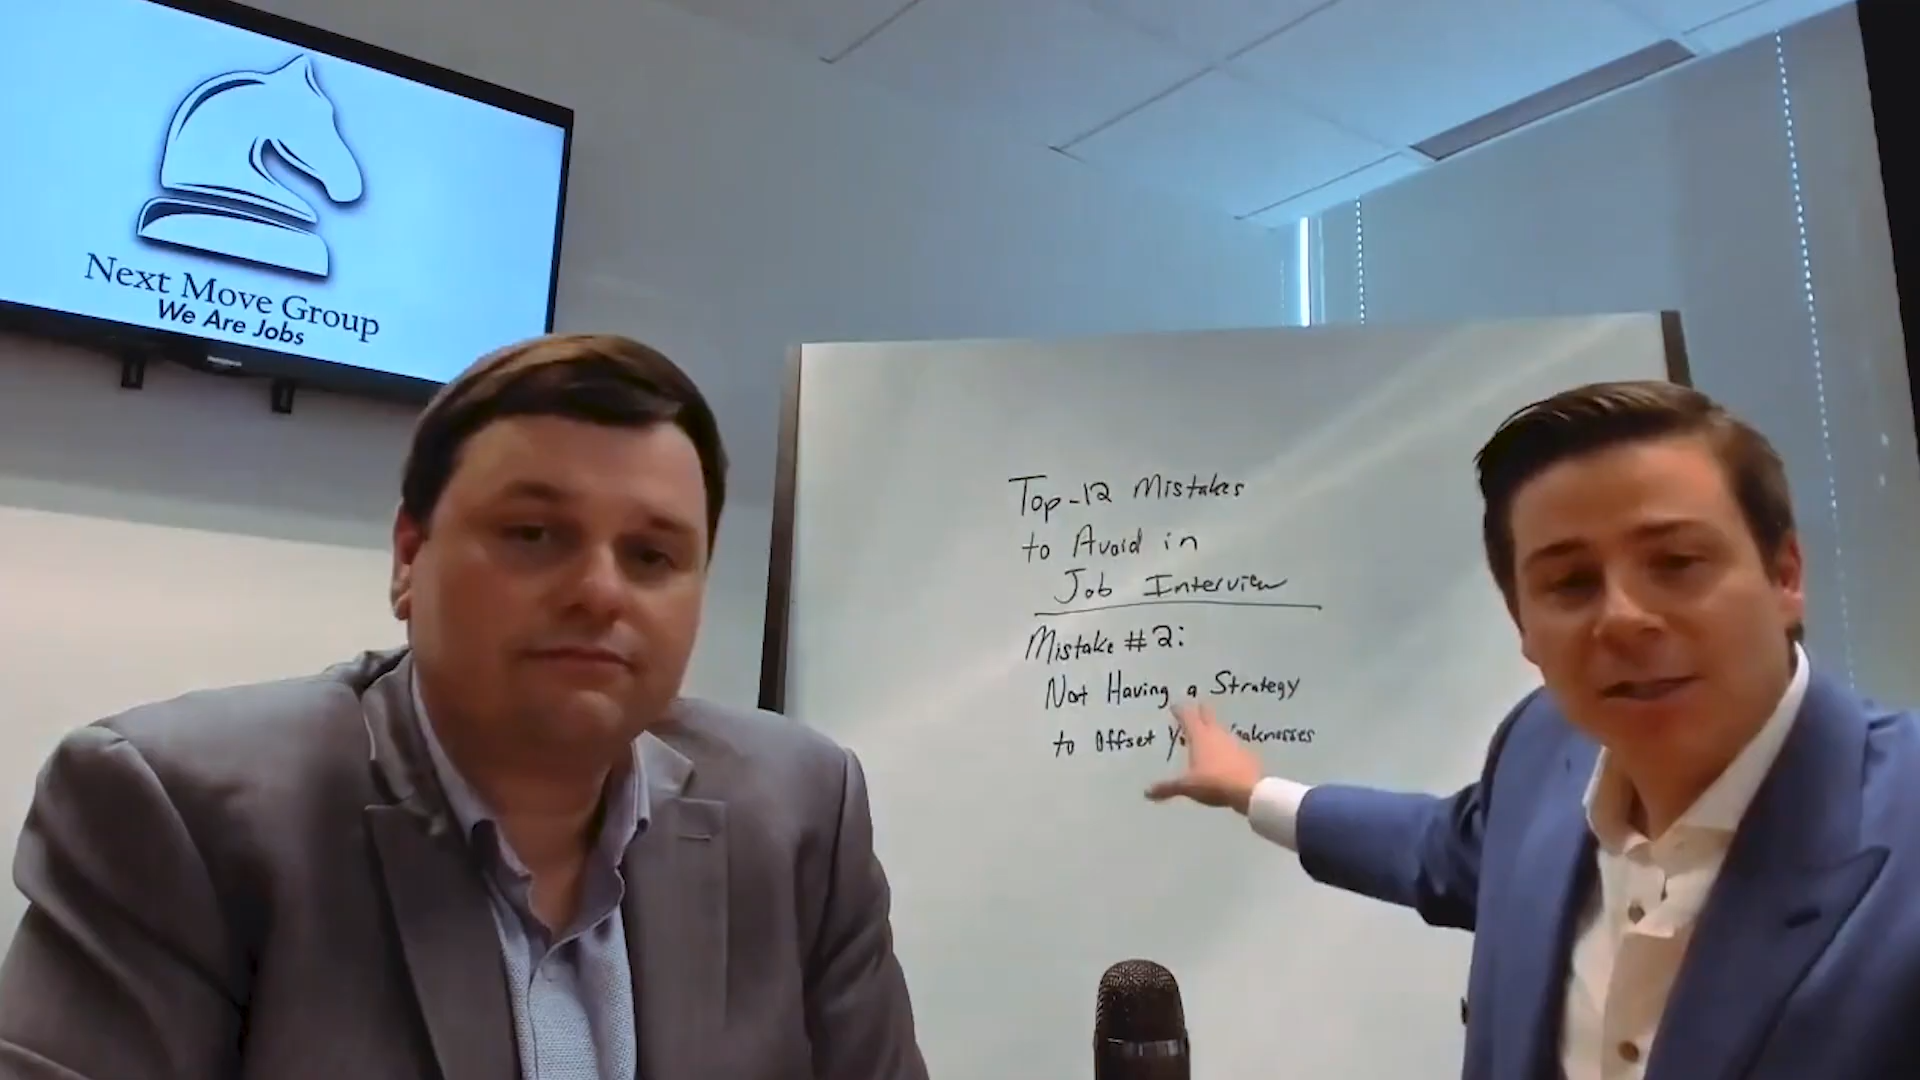 Next Move Group
We Are Jobs
Top-12 Mistakes
to Avoid in
Job Interview
Mistake #2:
Not Having a Strategy
to Offset